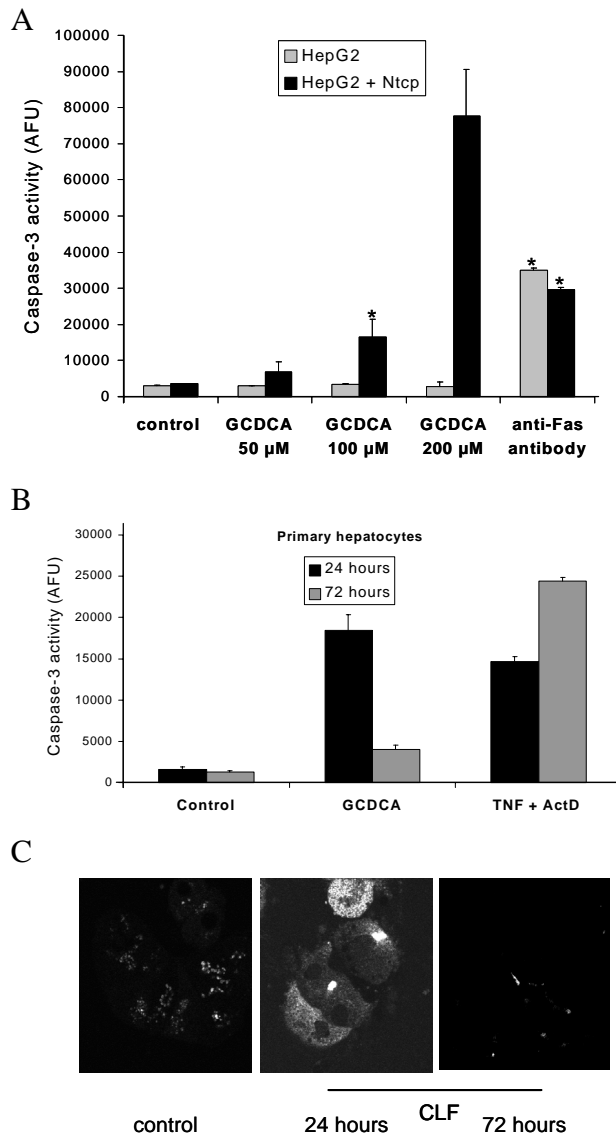 A
Caspase-3 activity (AFU)
100000
90000
80000
70000
60000
50000
40000
30000
20000
10000
0
HepG2
HepG2 + Ntcp
*
*
*
control
GCDCA
50 µM
GCDCA
100 µM
GCDCA
200 µM
anti-Fas
antibody
B
Caspase-3 activity (AFU)
30000
25000
20000
15000
10000
5000
0
Primary hepatocytes
24 hours
72 hours
Control
GCDCA
TNF + ActD
C
control
24 hours
CLF
72 hours